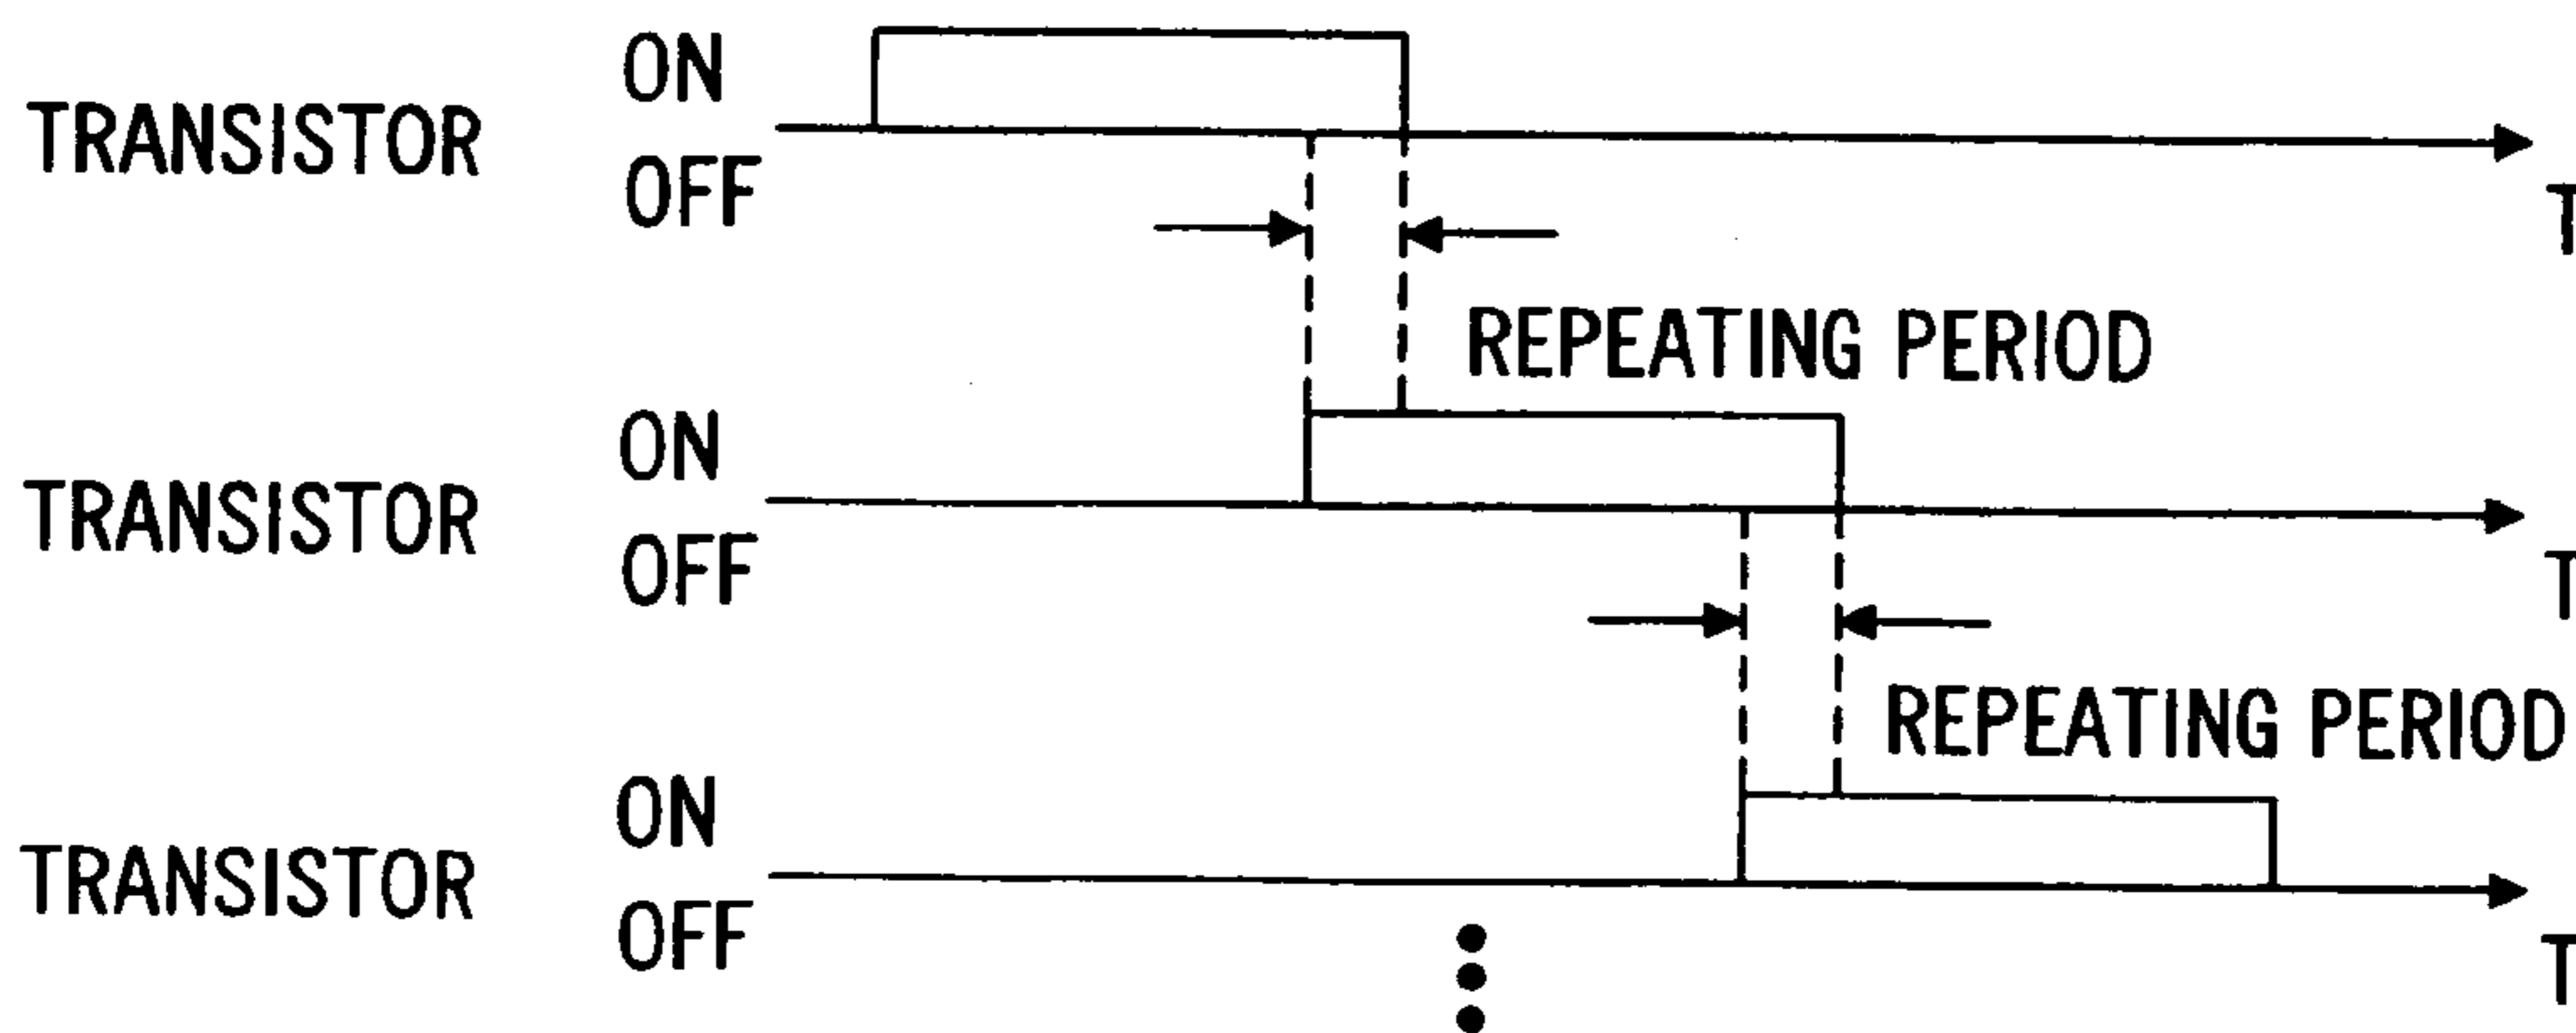 ON
TRANSISTOR
OFF
T
REPEATING PERIOD
ON
TRANSISTOR
OFF
T
REPEATING PERIOD
ON
TRANSISTOR
OFF
T